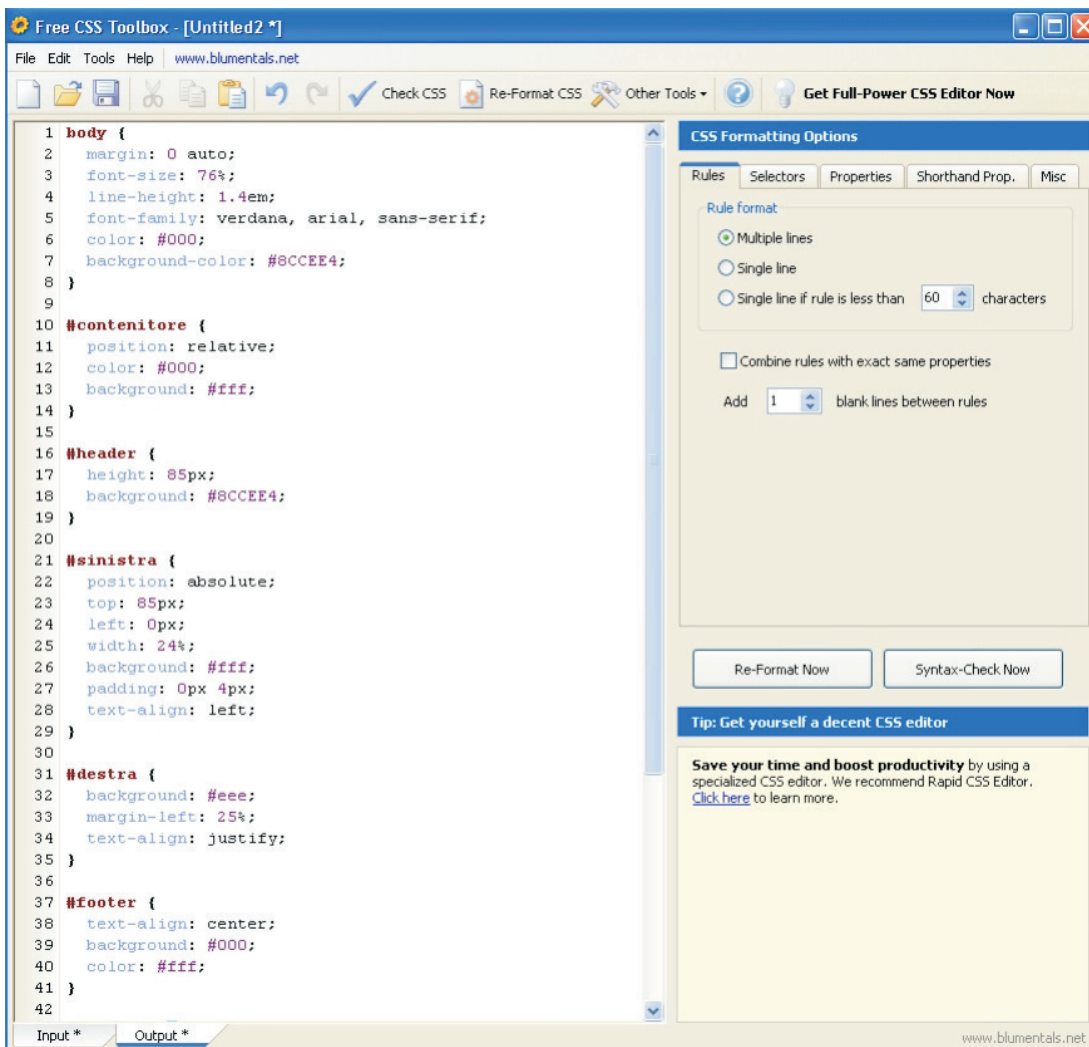 Free CSS Toolbox - [Untitled2 *]
File Edit Tools Help www.blumentals.net
Check CSS Re-Format CSS Other Tools Get Full-Power CSS Editor Now
1 body {
2 margin: 0 auto;
3 font-size: 76%;
4 line-height: 1.4em;
5 font-family: verdana, arial, sans-serif;
6 color: #000;
7 background-color: #8CCEE4;
8 }
9
10 #contenitore {
11 position: relative;
12 color: #000;
13 background: #fff;
14 }
15
16 #header {
17 height: 85px;
18 background: #8CCEE4;
19 }
20
21 #sinistra {
22 position: absolute;
23 top: 85px;
24 left: 0px;
25 width: 24%;
26 background: #fff;
27 padding: 0px 4px;
28 text-align: left;
29 }
30
31 #destra {
32 background: #eee;
33 margin-left: 25%;
34 text-align: justify;
35 }
36
37 #footer {
38 text-align: center;
39 background: #000;
40 color: #fff;
41 }
42
Input * Output *
CSS Formatting Options
Rules Selectors Properties Shorthand Prop. Misc
Rule format
Multiple lines
Single line
Single line if rule is less than 60 characters
Combine rules with exact same properties
Add 1 blank lines between rules
Re-Format Now Syntax-Check Now
Tip: Get yourself a decent CSS editor
Save your time and boost productivity by using a
specialized CSS editor. We recommend Rapid CSS Editor.
Click here to learn more.
www.blumentals.net